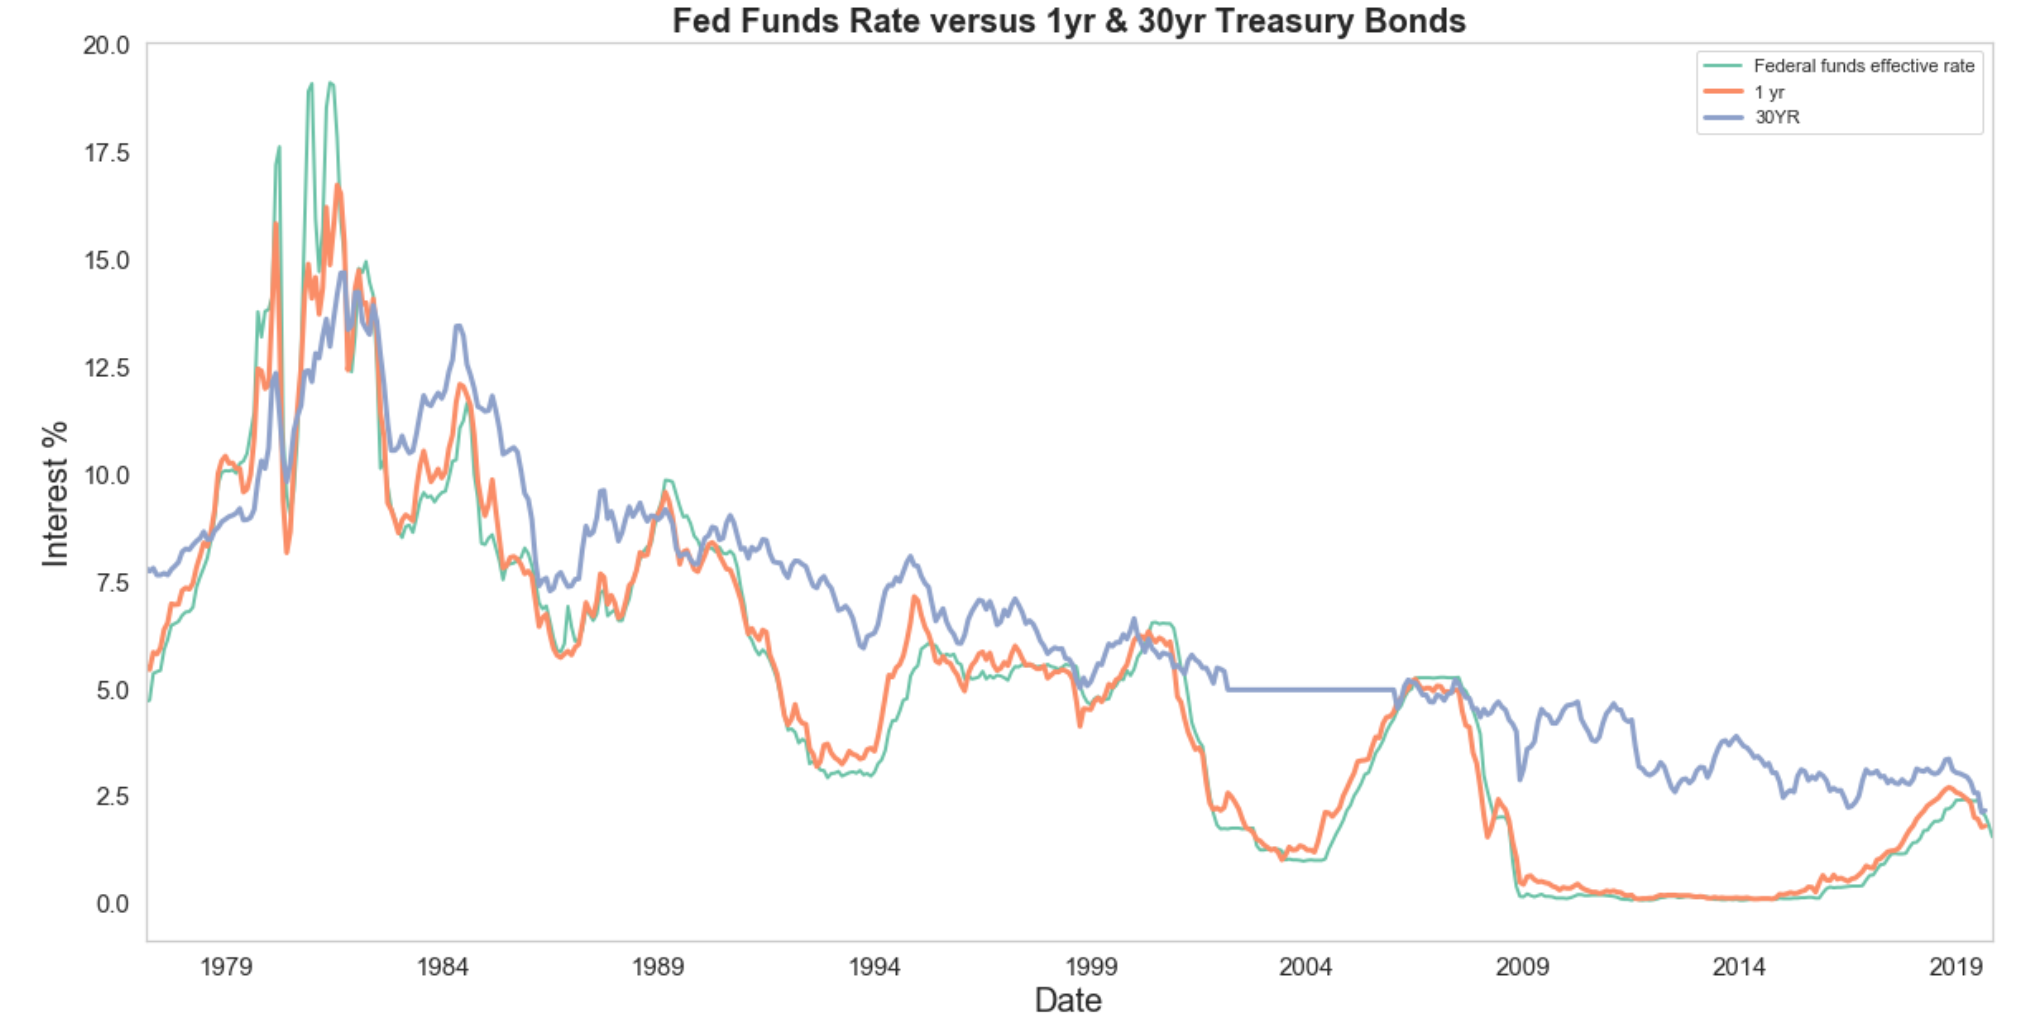 Fed Funds Rate versus 1yr & 30yr Treasury Bonds
Federal funds effective rate
1 yr
30YR
20.0
17.5
15.0
12.5
10.0
7.5
5.0
2.5
0.0
Interest %
1979 1984 1989 1994 1999 2004 2009 2014 2019
Date